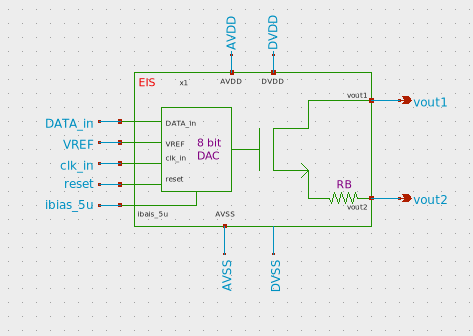 AVDD
DVDD
EIS
x1
AVDD
DVDD
vout1
vout1
DATA_in
DATA_in
VREF
VREF
8 bit
DAC
clk_in
clk_in
reset
reset
RB
ibias_5u
ibais_5u
AVSS
vout2
vout2
AVSS
DVSS